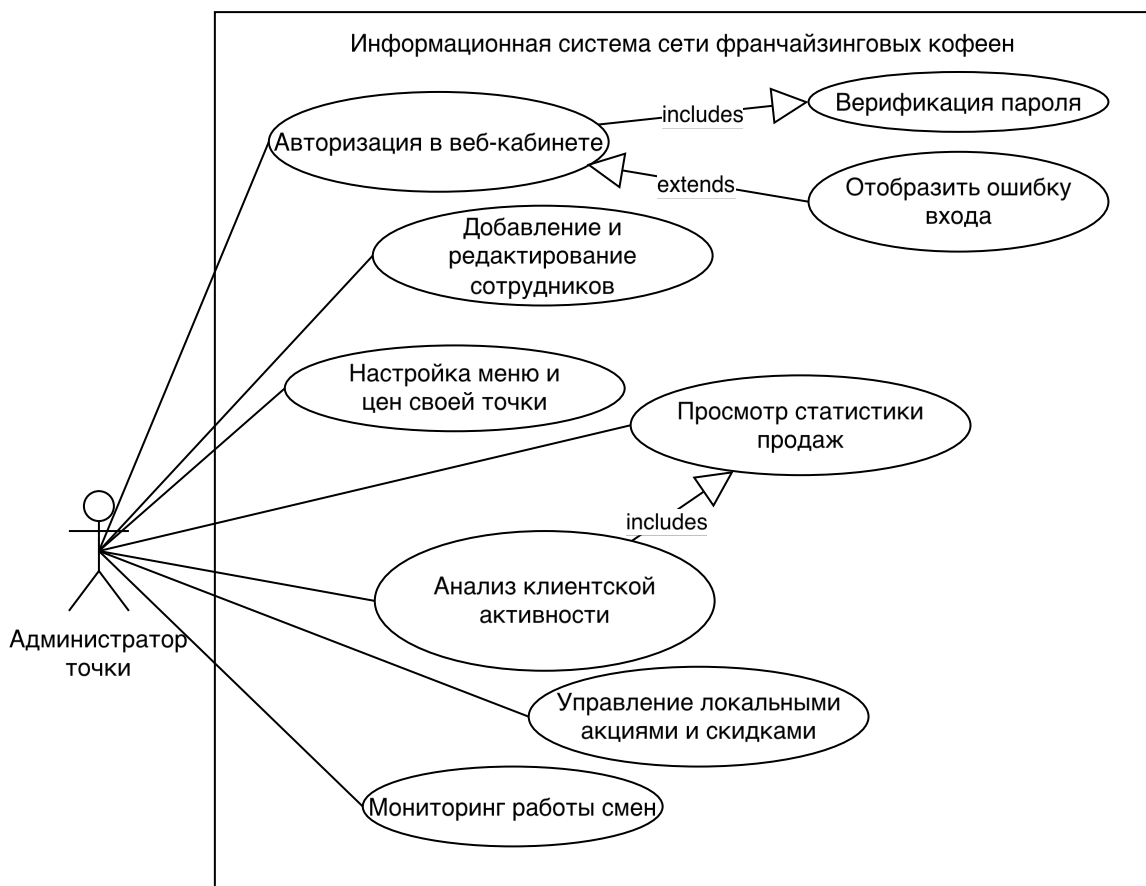 Информационная система сети франчайзинговых кофеен
Авторизация в веб-кабинете
includes
Верификация пароля
extends
Отобразить ошибку
входа
Добавление и
редактирование
сотрудников
Настройка меню и
цен своей точки
Просмотр статистики
продаж
includes
Анализ клиентской
активности
Администратор
точки
Управление локальными
акциями и скидками
Мониторинг работы смен